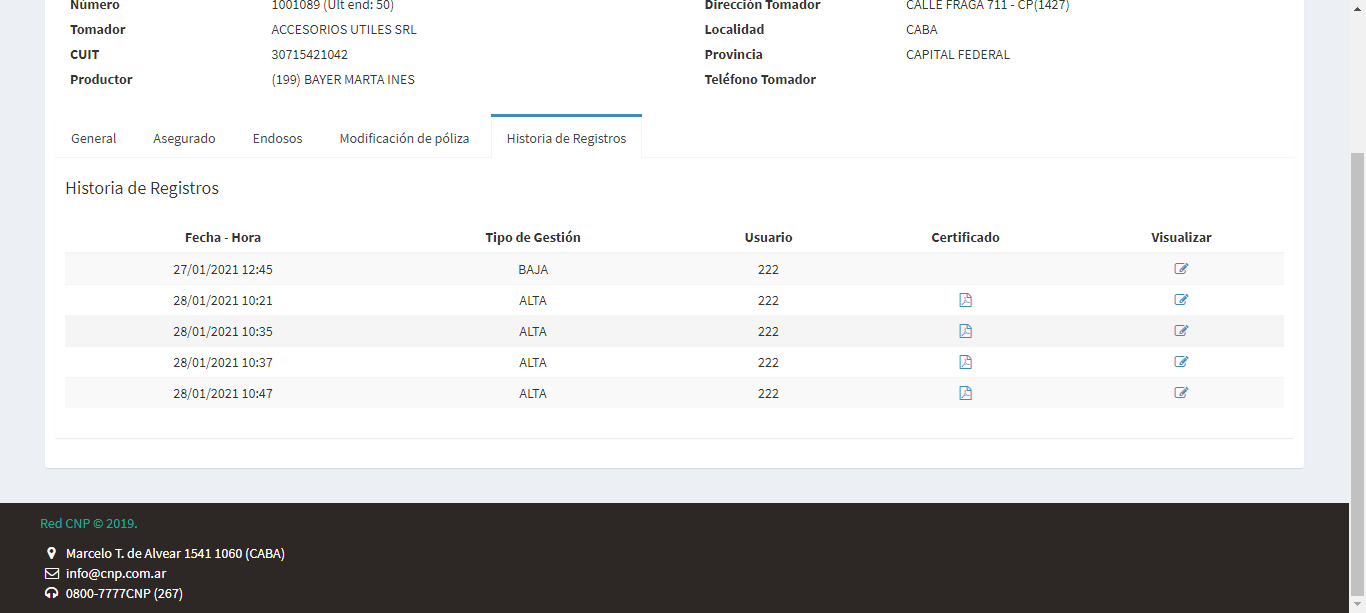 Número 1001089 (Ult end: 50) Dirección Tomador CALLE FRAGA 711 - CP(1427)
Tomador ACCESORIOS UTILES SRL Localidad CABA
CUIT 30715421042 Provincia CAPITAL FEDERAL
Productor (199) BAYER MARTA INES Teléfono Tomador
General Asegurado Endosos Modificación de póliza Historia de Registros
Historia de Registros
Fecha - Hora Tipo de Gestión Usuario Certificado Visualizar
27/01/2021 12:45 BAJA 222
28/01/2021 10:21 ALTA 222
28/01/2021 10:35 ALTA 222
28/01/2021 10:37 ALTA 222
28/01/2021 10:47 ALTA 222
Red CNP © 2019.
Marcelo T. de Alvear 1541 1060 (CABA)
info@cnp.com.ar
0800-7777CNP (267)